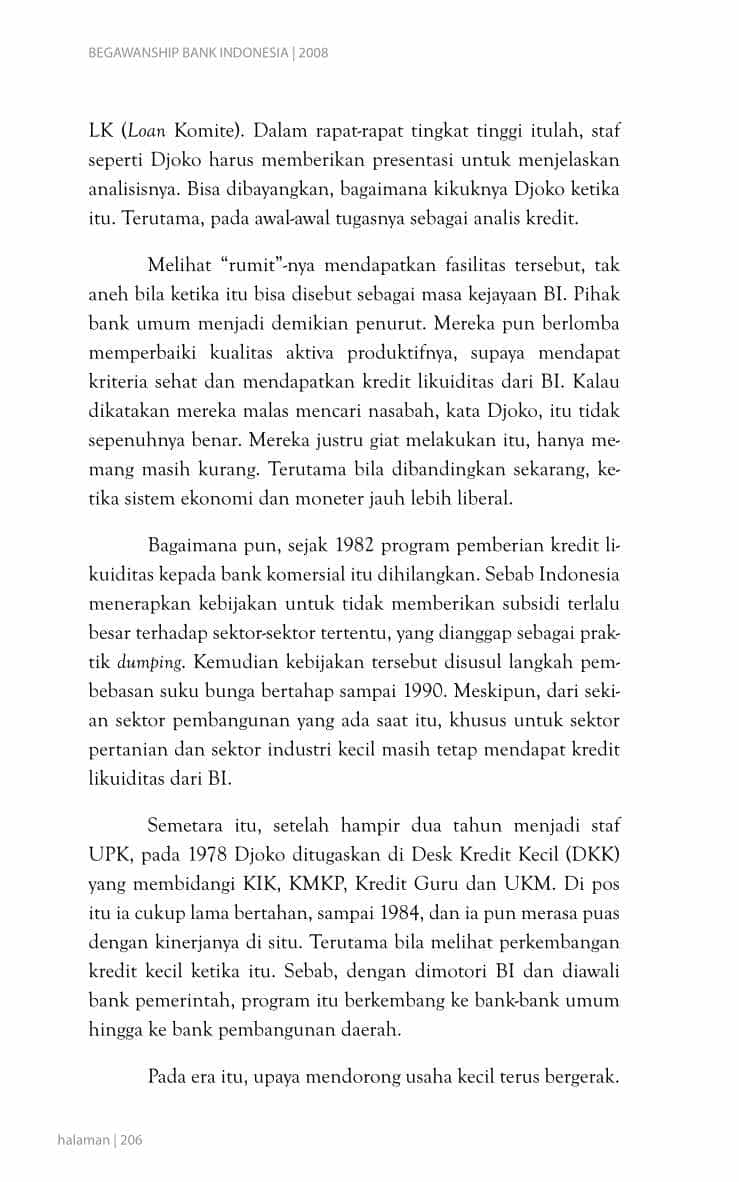 BEGAWANSHIP BANK INDONESIA | 2008
LK (Loan Komite). Dalam rapat-rapat tingkat tinggi itulah, staf
seperti Djoko harus memberikan presentasi untuk menjelaskan
analisisnya. Bisa dibayangkan, bagaimana kikuknya Djoko ketika
itu. Terutama, pada awal-awal tugasnya sebagai analis kredit.
Melihat “rumit”-nya mendapatkan fasilitas tersebut, tak
aneh bila ketika itu bisa disebut sebagai masa kejayaan BI. Pihak
bank umum menjadi demikian penurut. Mereka pun berlomba
memperbaiki kualitas aktiva produktifnya, supaya mendapat
kriteria sehat dan mendapatkan kredit likuiditas dari BI. Kalau
dikatakan mereka malas mencari nasabah, kata Djoko, itu tidak
sepenuhnya benar. Mereka justru giat melakukan itu, hanya me-
mang masih kurang. Terutama bila dibandingkan sekarang, ke-
tika sistem ekonomi dan moneter jauh lebih liberal.
Bagaimana pun, sejak 1982 program pemberian kredit li-
kuiditas kepada bank komersial itu dihilangkan. Sebab Indonesia
menerapkan kebijakan untuk tidak memberikan subsidi terlalu
besar terhadap sektor-sektor tertentu, yang dianggap sebagai prak-
tik dumping. Kemudian kebijakan tersebut disusul langkah pem-
bebasan suku bunga bertahap sampai 1990. Meskipun, dari seki-
an sektor pembangunan yang ada saat itu, khusus untuk sektor
pertanian dan sektor industri kecil masih tetap mendapat kredit
likuiditas dari BI.
Semetara itu, setelah hampir dua tahun menjadi staf
UPK, pada 1978 Djoko ditugaskan di Desk Kredit Kecil (DKK)
yang membidangi KIK, KMKP, Kredit Guru dan UKM. Di pos
itu ia cukup lama bertahan, sampai 1984, dan ia pun merasa puas
dengan kinerjanya di situ. Terutama bila melihat perkembangan
kredit kecil ketika itu. Sebab, dengan dimotori BI dan diawali
bank pemerintah, program itu berkembang ke bank-bank umum
hingga ke bank pembangunan daerah.
Pada era itu, upaya mendorong usaha kecil terus bergerak.
halaman | 206